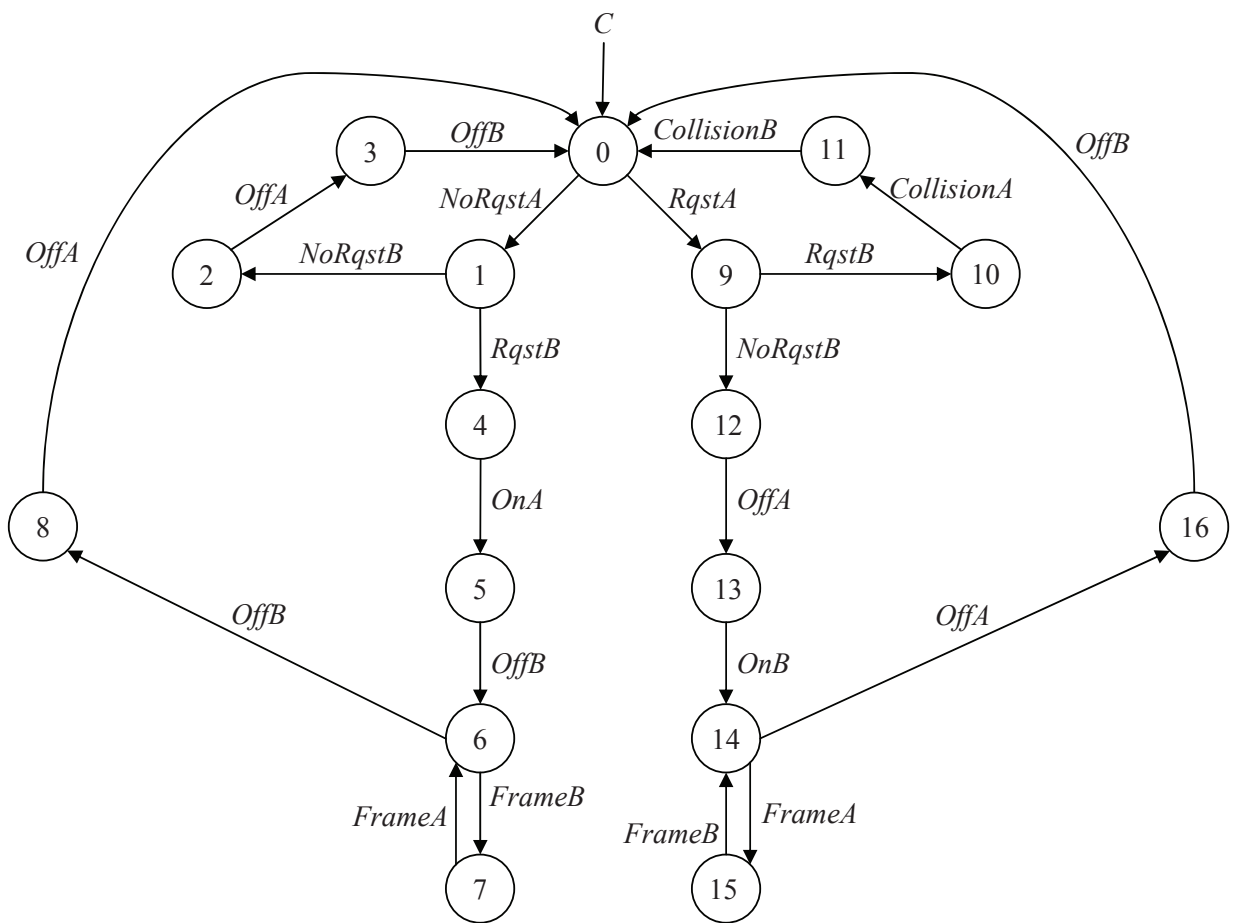 C
3 OffB 0 CollisionB 11 OffB
OffA NoRqstA RqstA CollisionA
OffA 2 NoRqstB 1 9 RqstB 10
RqstB NoRqstB
4 12
OnA OffA
8 16
5 13
OffB OffB OnB OffA
6 14
FrameA FrameB FrameB FrameA
7 15